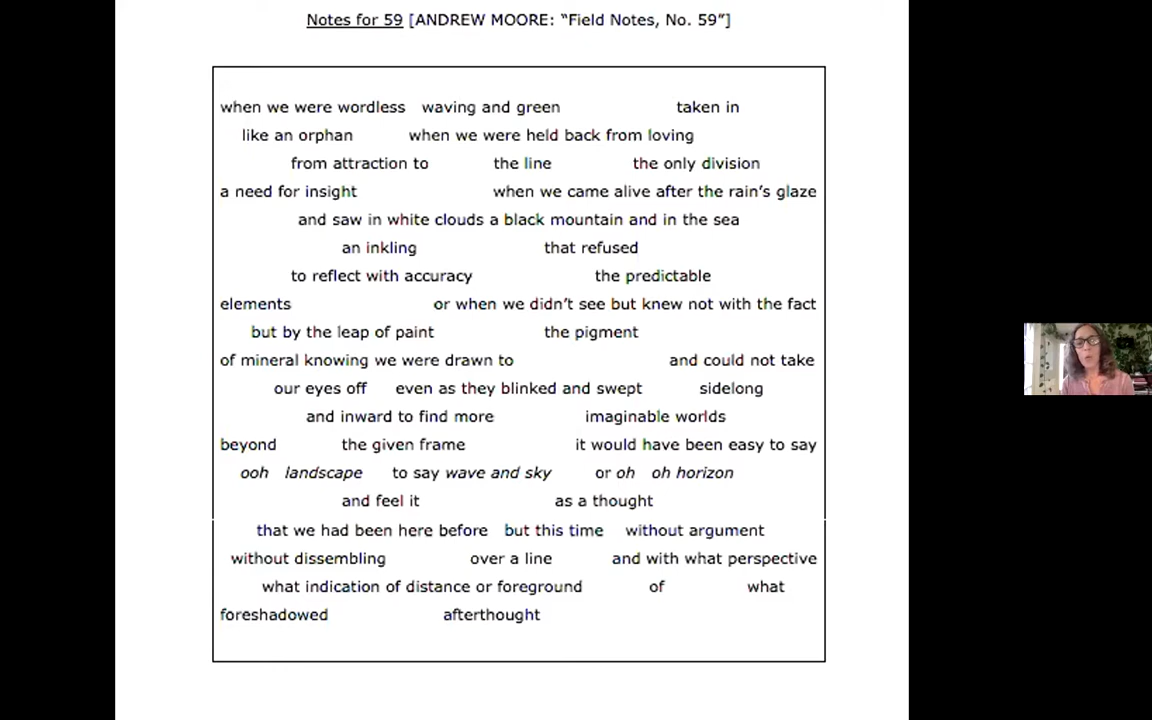 Notes for 59 [ANDREW MOORE: “Field Notes, No. 59”]
when we were wordless waving and green taken in
like an orphan when we were held back from loving
from attraction to the line the only division
a need for insight when we came alive after the rain’s glaze
and saw in white clouds a black mountain and in the sea
an inkling that refused
to reflect with accuracy the predictable
elements or when we didn’t see but knew not with the fact
but by the leap of paint the pigment
of mineral knowing we were drawn to and could not take
our eyes off even as they blinked and swept sidelong
and inward to find more imaginable worlds
beyond the given frame it would have been easy to say
ooh landscape to say wave and sky or oh oh horizon
and feel it as a thought
that we had been here before but this time without argument
without dissembling over a line and with what perspective
what indication of distance or foreground of what
foreshadowed afterthought